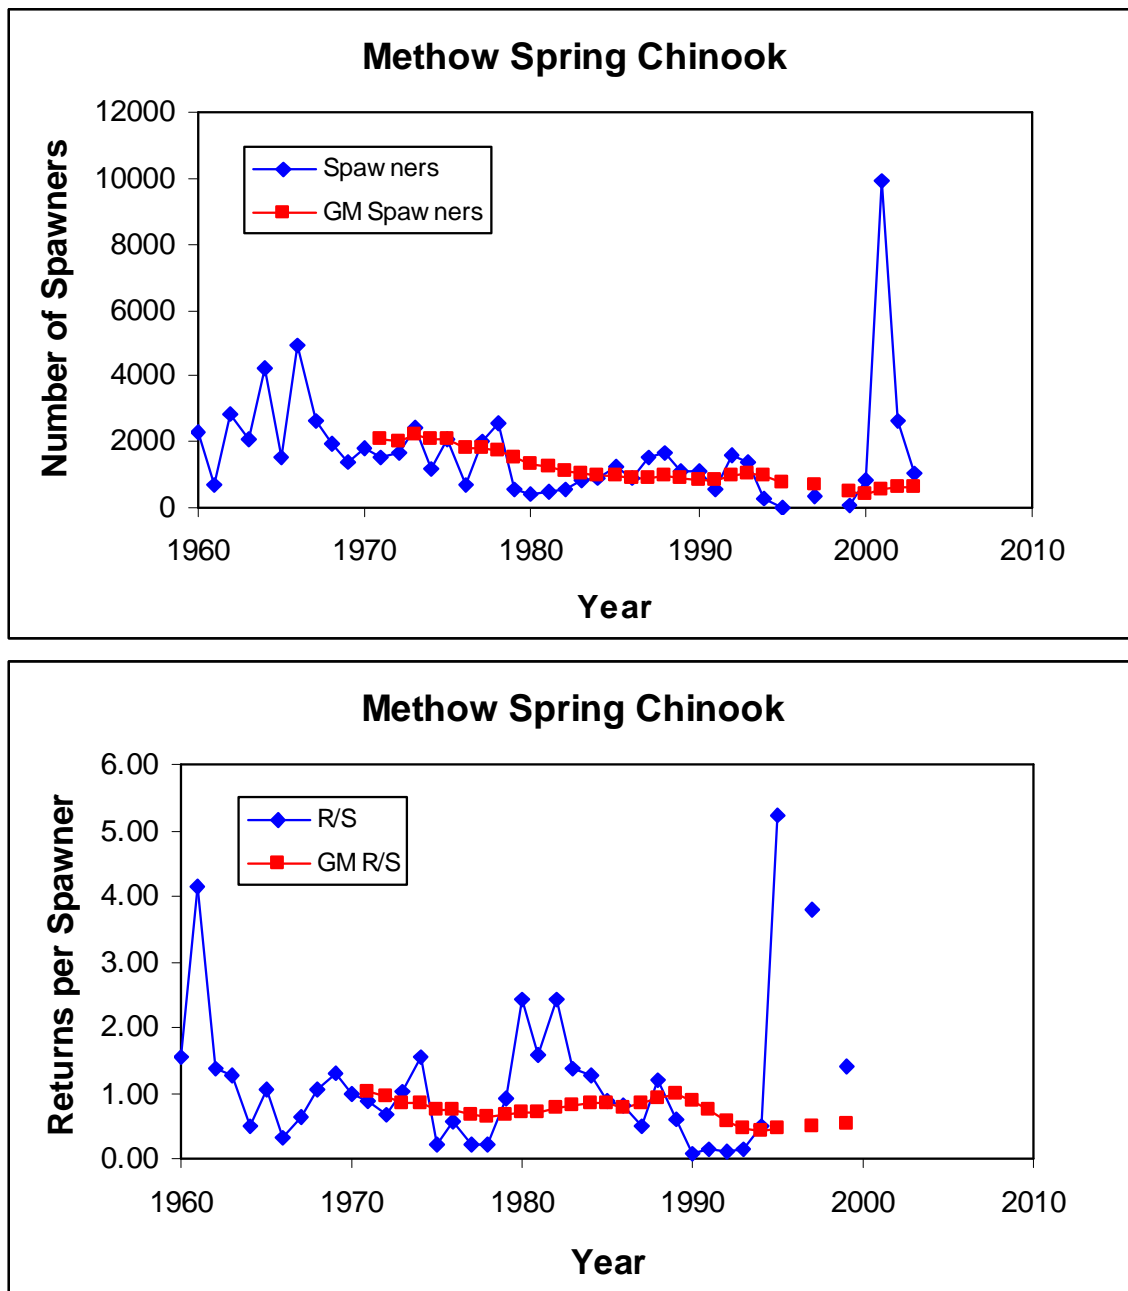 Methow Spring Chinook
12000
10000
8000
6000
4000
2000
0
Number of Spawners
Spaw ners
GM Spaw ners
1960 1970 1980 1990 2000 2010
Year
Methow Spring Chinook
6.00
5.00
4.00
3.00
2.00
1.00
0.00
Returns per Spawner
R/S
GM R/S
1960 1970 1980 1990 2000 2010
Year